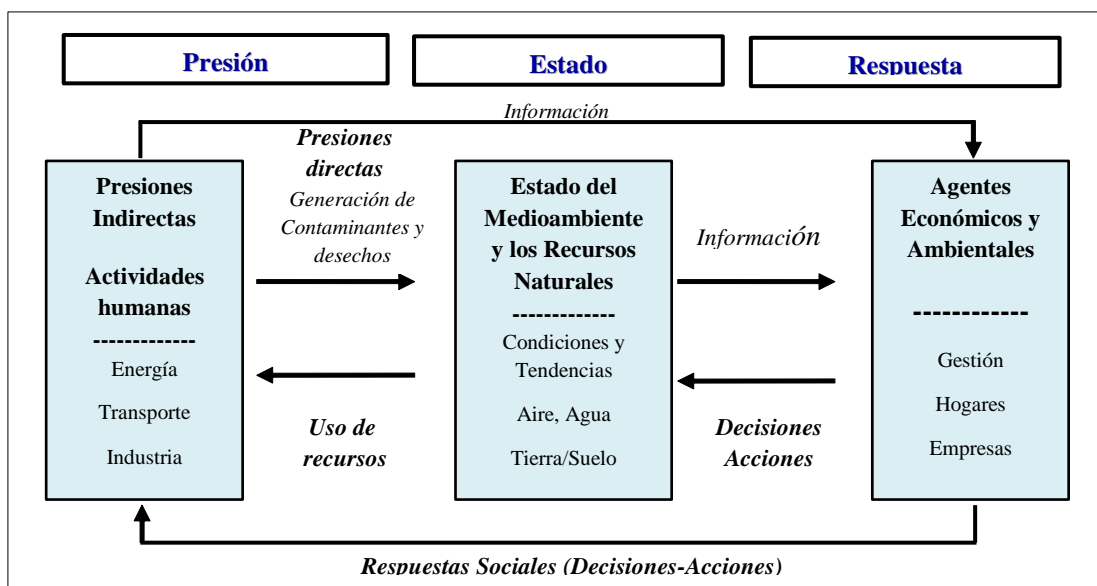 Presión
Estado
Respuesta
Información
Presiones
directas
Generación de
Contaminantes y
desechos
Presiones
Indirectas
Actividades
humanas
-------------
Energía
Transporte
Industria
Uso de
recursos
Estado del
Medioambiente
y los Recursos
Naturales
-------------
Condiciones y
Tendencias
Aire, Agua
Tierra/Suelo
Información
Decisiones
Acciones
Agentes
Económicos y
Ambientales
------------
Gestión
Hogares
Empresas
Respuestas Sociales (Decisiones-Acciones)